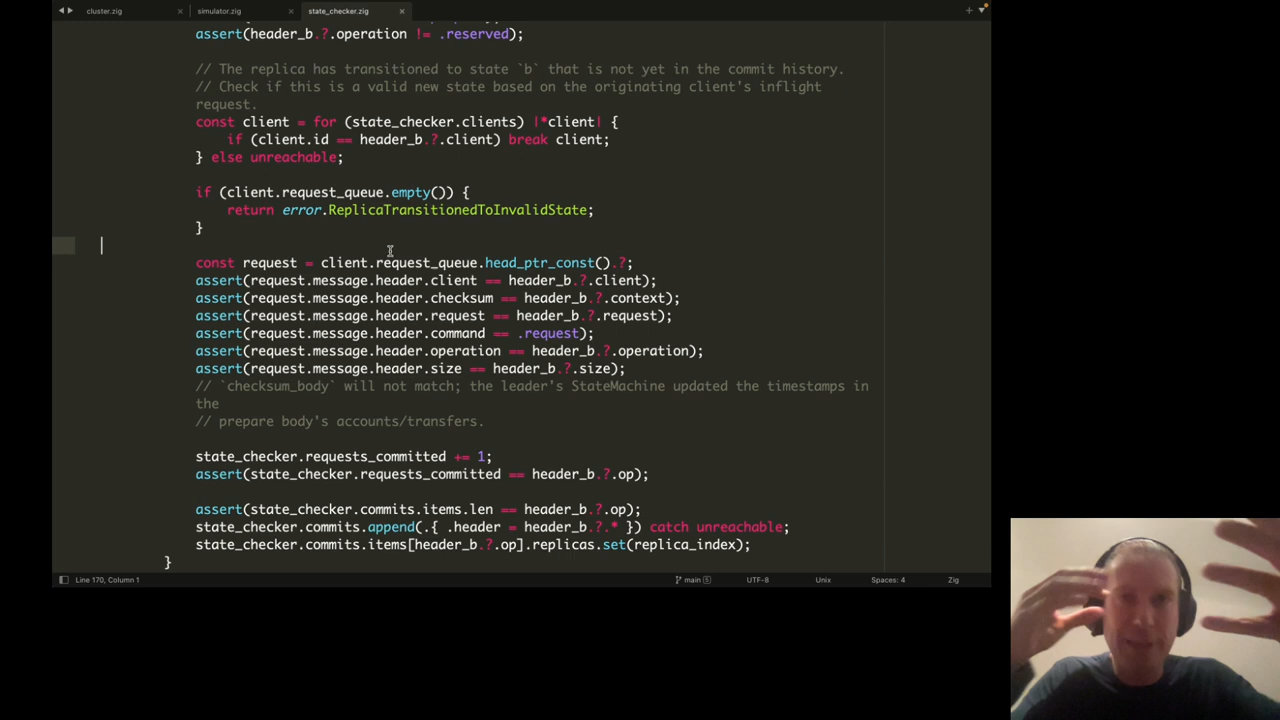 cluster.zig × simulator.zig × state_checker.zig ×
assert(header_b.?.operation != .reserved);
// The replica has transitioned to state `b` that is not yet in the commit history.
// Check if this is a valid new state based on the originating client's inflight
request.
const client = for (state_checker.clients) |*client| {
if (client.id == header_b.?.client) break client;
} else unreachable;
if (client.request_queue.empty()) {
return error.ReplicaTransitionedToInvalidState;
}
const request = client.request_queue.head_ptr_const().?;
assert(request.message.header.client == header_b.?.client);
assert(request.message.header.checksum == header_b.?.context);
assert(request.message.header.request == header_b.?.request);
assert(request.message.header.command == .request);
assert(request.message.header.operation == header_b.?.operation);
assert(request.message.header.size == header_b.?.size);
// `checksum_body` will not match; the leader's StateMachine updated the timestamps in
the
// prepare body's accounts/transfers.
state_checker.requests_committed += 1;
assert(state_checker.requests_committed == header_b.?.op);
assert(state_checker.commits.items.len == header_b.?.op);
state_checker.commits.append(.{ .header = header_b.?.* }) catch unreachable;
state_checker.commits.items[header_b.?.op].replicas.set(replica_index);
}
Line 170, Column 1 main 5 UTF-8 Unix Spaces: 4 Zig